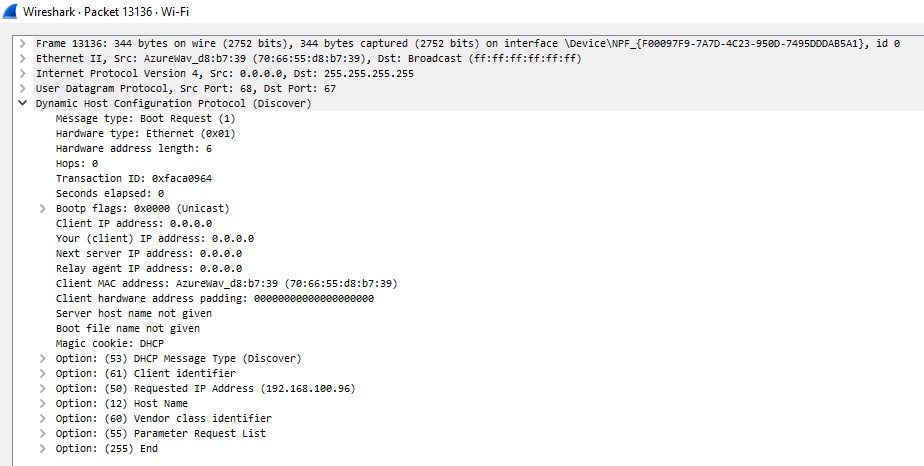 Wireshark · Packet 13136 · Wi-Fi
Frame 13136: 344 bytes on wire (2752 bits), 344 bytes captured (2752 bits) on interface \Device\NPF_{F00097F9-7A7D-4C23-950D-7495DDDAB5A1}, id 0
Ethernet II, Src: AzureWav_d8:b7:39 (70:66:55:d8:b7:39), Dst: Broadcast (ff:ff:ff:ff:ff:ff)
Internet Protocol Version 4, Src: 0.0.0.0, Dst: 255.255.255.255
User Datagram Protocol, Src Port: 68, Dst Port: 67
Dynamic Host Configuration Protocol (Discover)
Message type: Boot Request (1)
Hardware type: Ethernet (0x01)
Hardware address length: 6
Hops: 0
Transaction ID: 0xfaca0964
Seconds elapsed: 0
Bootp flags: 0x0000 (Unicast)
Client IP address: 0.0.0.0
Your (client) IP address: 0.0.0.0
Next server IP address: 0.0.0.0
Relay agent IP address: 0.0.0.0
Client MAC address: AzureWav_d8:b7:39 (70:66:55:d8:b7:39)
Client hardware address padding: 00000000000000000000
Server host name not given
Boot file name not given
Magic cookie: DHCP
Option: (53) DHCP Message Type (Discover)
Option: (61) Client identifier
Option: (50) Requested IP Address (192.168.100.96)
Option: (12) Host Name
Option: (60) Vendor class identifier
Option: (55) Parameter Request List
Option: (255) End